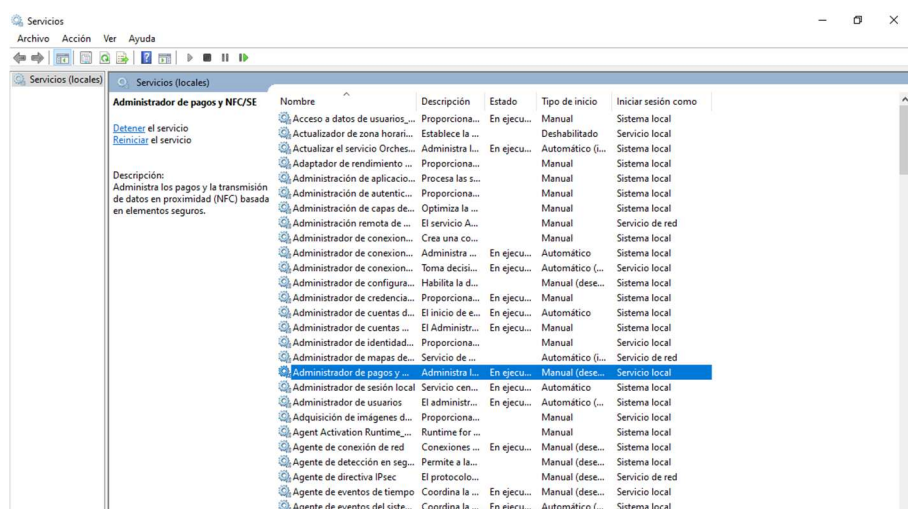 Servicios
Archivo Acción Ver Ayuda
Servicios (locales)
Servicios (locales)
Administrador de pagos y NFC/SE
Detener el servicio
Reiniciar el servicio
Descripción:
Administra los pagos y la transmisión
de datos en proximidad (NFC) basada
en elementos seguros.
Nombre Descripción Estado Tipo de inicio Iniciar sesión como
Acceso a datos de usuarios_... Proporciona... En ejecu... Manual Sistema local
Actualizador de zona horari... Establece la ... Deshabilitado Servicio local
Actualizar el servicio Orches... Administra l... En ejecu... Automático (i... Sistema local
Adaptador de rendimiento ... Proporciona... Manual Sistema local
Administración de aplicacio... Procesa las s... Manual Sistema local
Administración de autentic... Proporciona... Manual Sistema local
Administración de capas de... Optimiza la ... Manual Sistema local
Administración remota de ... El servicio A... Manual Servicio de red
Administrador de conexion... Crea una co... Manual Sistema local
Administrador de conexion... Administra ... En ejecu... Automático Sistema local
Administrador de conexion... Toma decisi... En ejecu... Automático (... Servicio local
Administrador de configura... Habilita la d... Manual (dese... Sistema local
Administrador de credencia... Proporciona... En ejecu... Manual Sistema local
Administrador de cuentas d... El inicio de e... En ejecu... Automático Sistema local
Administrador de cuentas ... El Administr... En ejecu... Manual Sistema local
Administrador de identidad... Proporciona... Manual Servicio local
Administrador de mapas de... Servicio de ... Automático (i... Servicio de red
Administrador de pagos y ... Administra l... En ejecu... Manual (dese... Servicio local
Administrador de sesión local Servicio cen... En ejecu... Automático Sistema local
Administrador de usuarios El administr... En ejecu... Automático (... Sistema local
Adquisición de imágenes d... Proporciona... Manual Servicio local
Agent Activation Runtime_... Runtime for ... Manual Sistema local
Agente de conexión de red Conexiones ... En ejecu... Manual (dese... Sistema local
Agente de detección en seg... Permite a la... Manual (dese... Sistema local
Agente de directiva IPsec El protocolo... Manual (dese... Servicio de red
Agente de eventos de tiempo Coordina la ... En ejecu... Manual (dese... Servicio local
Agente de eventos del siste... Coordina la ... En ejecu... Automático (... Sistema local